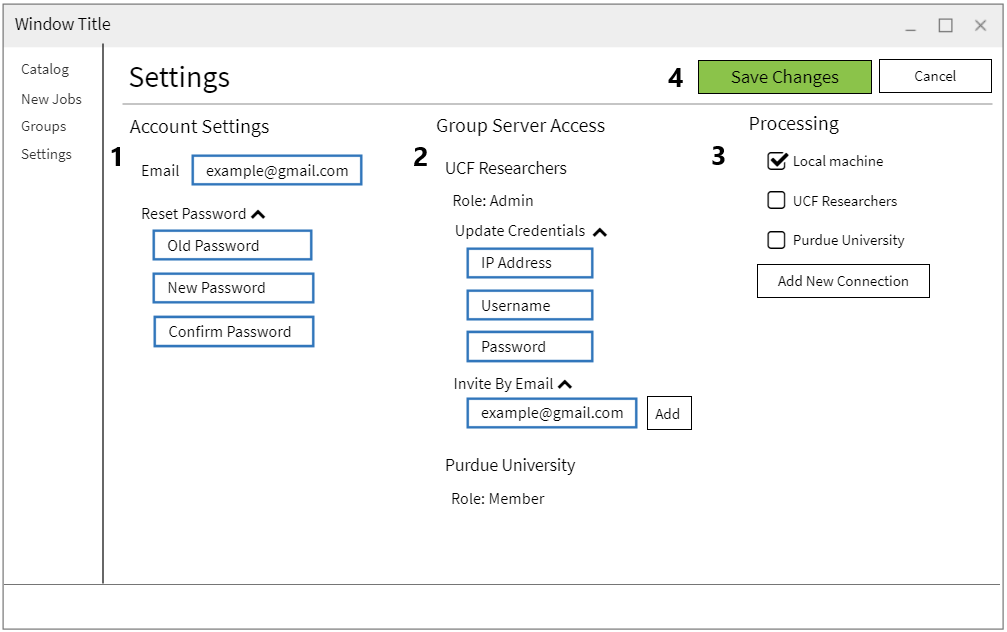 Window Title
Catalog
New Jobs
Groups
Settings
Settings
4
Save Changes
Cancel
Account Settings
1
Email
example@gmail.com
Reset Password
Old Password
New Password
Confirm Password
Group Server Access
2
UCF Researchers
Role: Admin
Update Credentials
IP Address
Username
Password
Invite By Email
example@gmail.com
Add
Purdue University
Role: Member
Processing
3
Local machine
UCF Researchers
Purdue University
Add New Connection